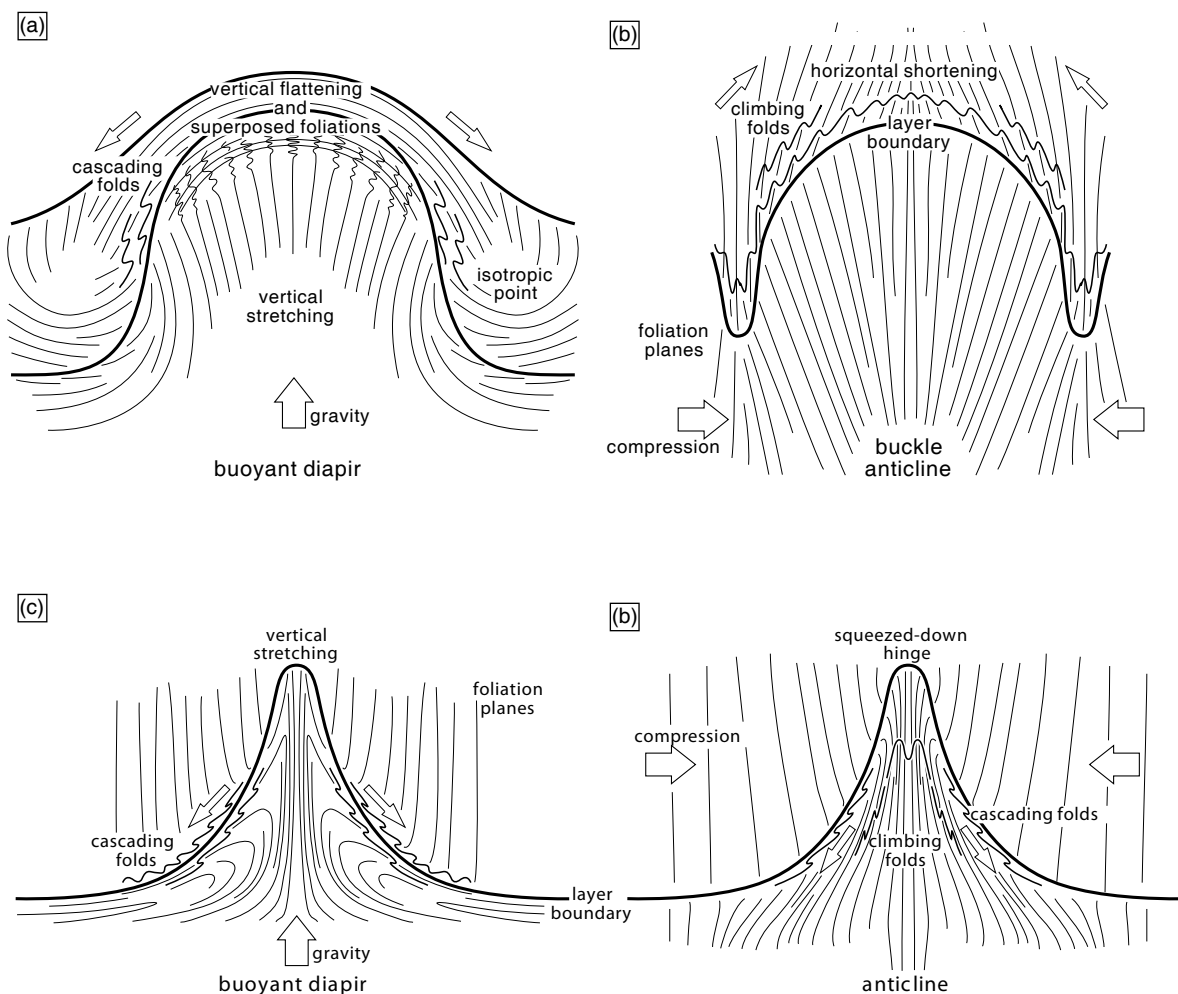 (a)
vertical flattening
and
superposed foliations
cascading
folds
isotropic
point
vertical
stretching
gravity
buoyant diapir
(b)
horizontal shortening
climbing
folds
layer
boundary
foliation
planes
compression
buckle
anticline
(c)
vertical
stretching
foliation
planes
cascading
folds
layer
boundary
gravity
buoyant diapir
(b)
squeezed-down
hinge
compression
cascading folds
climbing
folds
anticline